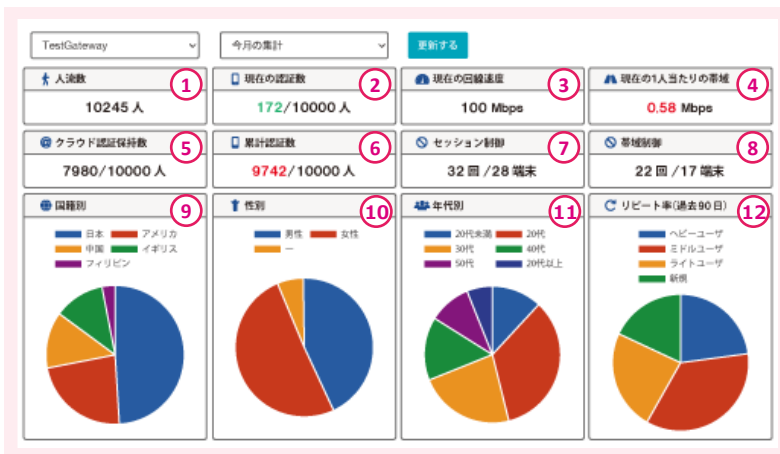 TestGateway
今月の集計
更新する
人流数
①
10245 人
現在の認証数
②
172/10000 人
現在の回線速度
③
100 Mbps
現在の1人当たりの帯域
④
0.58 Mbps
クラウド認証保持数
⑤
7980/10000 人
累計認証数
⑥
9742/10000 人
セッション制御
⑦
32 回 /28 端末
帯域制御
⑧
22 回 /17 端末
国籍別
⑨
日本 アメリカ
中国 イギリス
フィリピン
性別
⑩
男性 女性
ー
年代別
⑪
20代未満 20代
30代 40代
50代 20代以上
リピート率(過去90日)
⑫
ヘビーユーザ
ミドルユーザ
ライトユーザ
新規